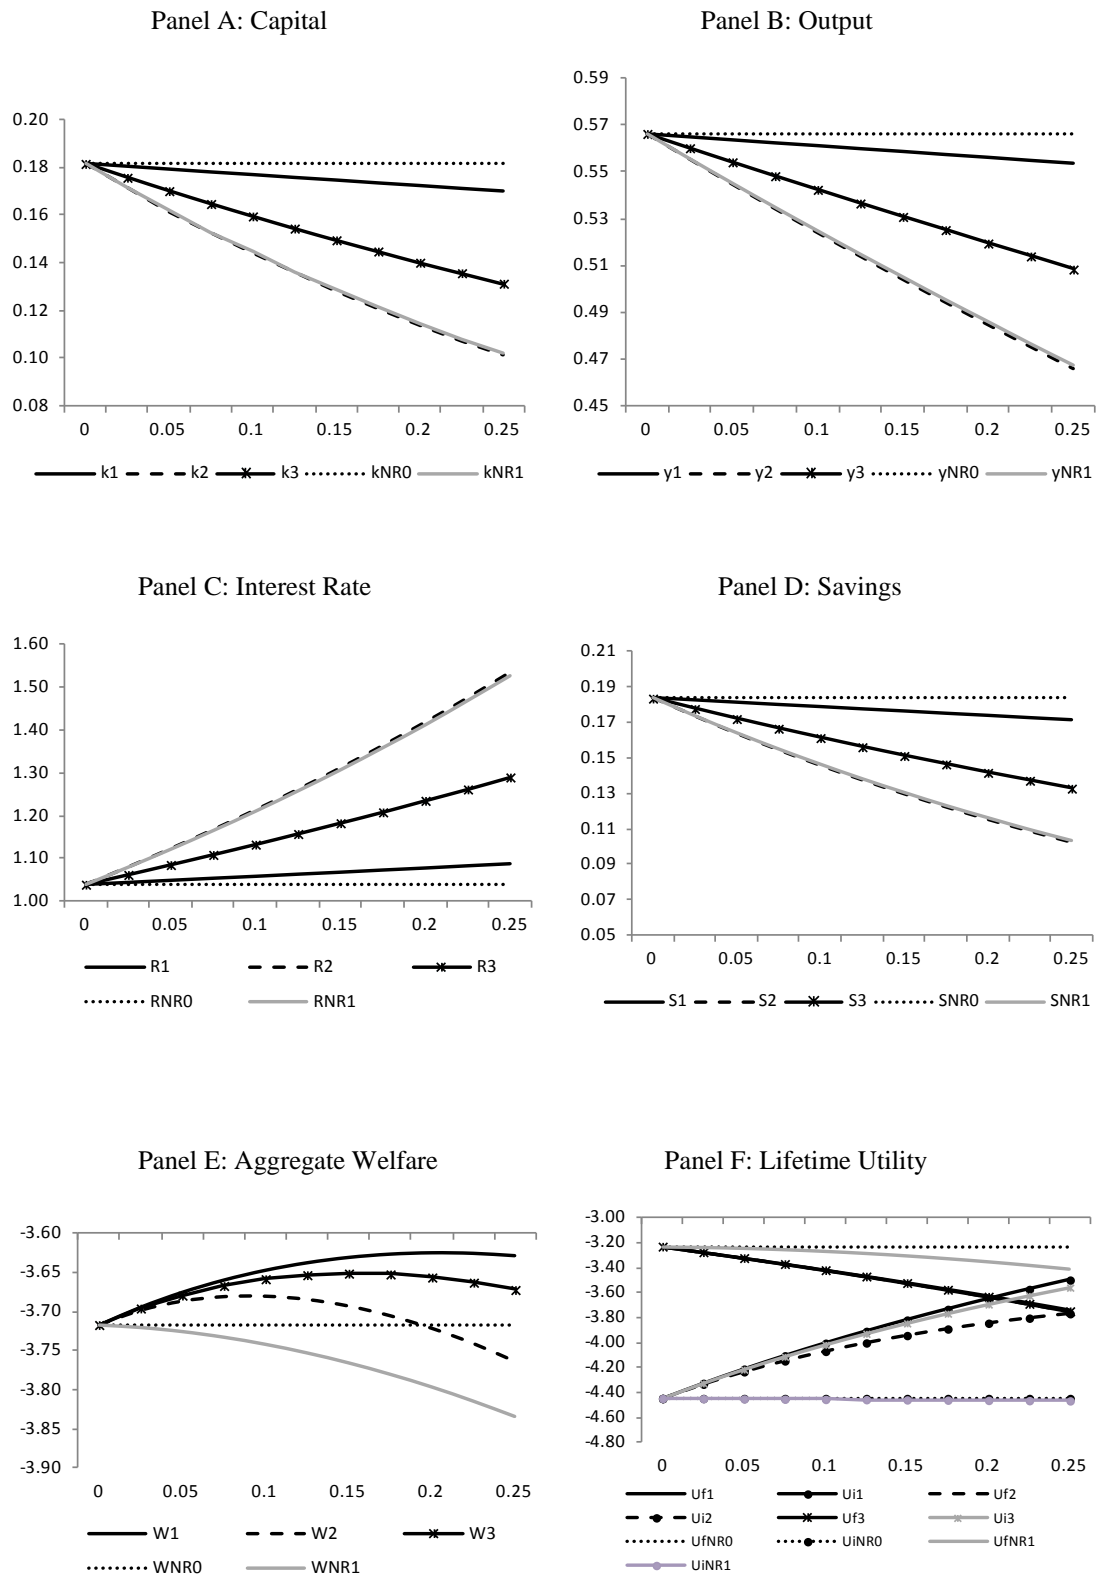 Panel A: Capital
0.20
0.18
0.16
0.14
0.12
0.10
0.08
0 0.05 0.1 0.15 0.2 0.25
k1 k2 k3 kNR0 kNR1
Panel B: Output
0.59
0.57
0.55
0.53
0.51
0.49
0.47
0.45
0 0.05 0.1 0.15 0.2 0.25
y1 y2 y3 yNR0 yNR1
Panel C: Interest Rate
1.60
1.50
1.40
1.30
1.20
1.10
1.00
0 0.05 0.1 0.15 0.2 0.25
R1 R2 R3
RNR0 RNR1
Panel D: Savings
0.21
0.19
0.17
0.15
0.13
0.11
0.09
0.07
0.05
0 0.05 0.1 0.15 0.2 0.25
S1 S2 S3 SNR0 SNR1
Panel E: Aggregate Welfare
-3.60
-3.65
-3.70
-3.75
-3.80
-3.85
-3.90
0 0.05 0.1 0.15 0.2 0.25
W1 W2 W3
WNR0 WNR1
Panel F: Lifetime Utility
-3.00
-3.20
-3.40
-3.60
-3.80
-4.00
-4.20
-4.40
-4.60
-4.80
0 0.05 0.1 0.15 0.2 0.25
Uf1 Ui1 Uf2
Ui2 Uf3 Ui3
UfNR0 UiNR0 UfNR1
UiNR1